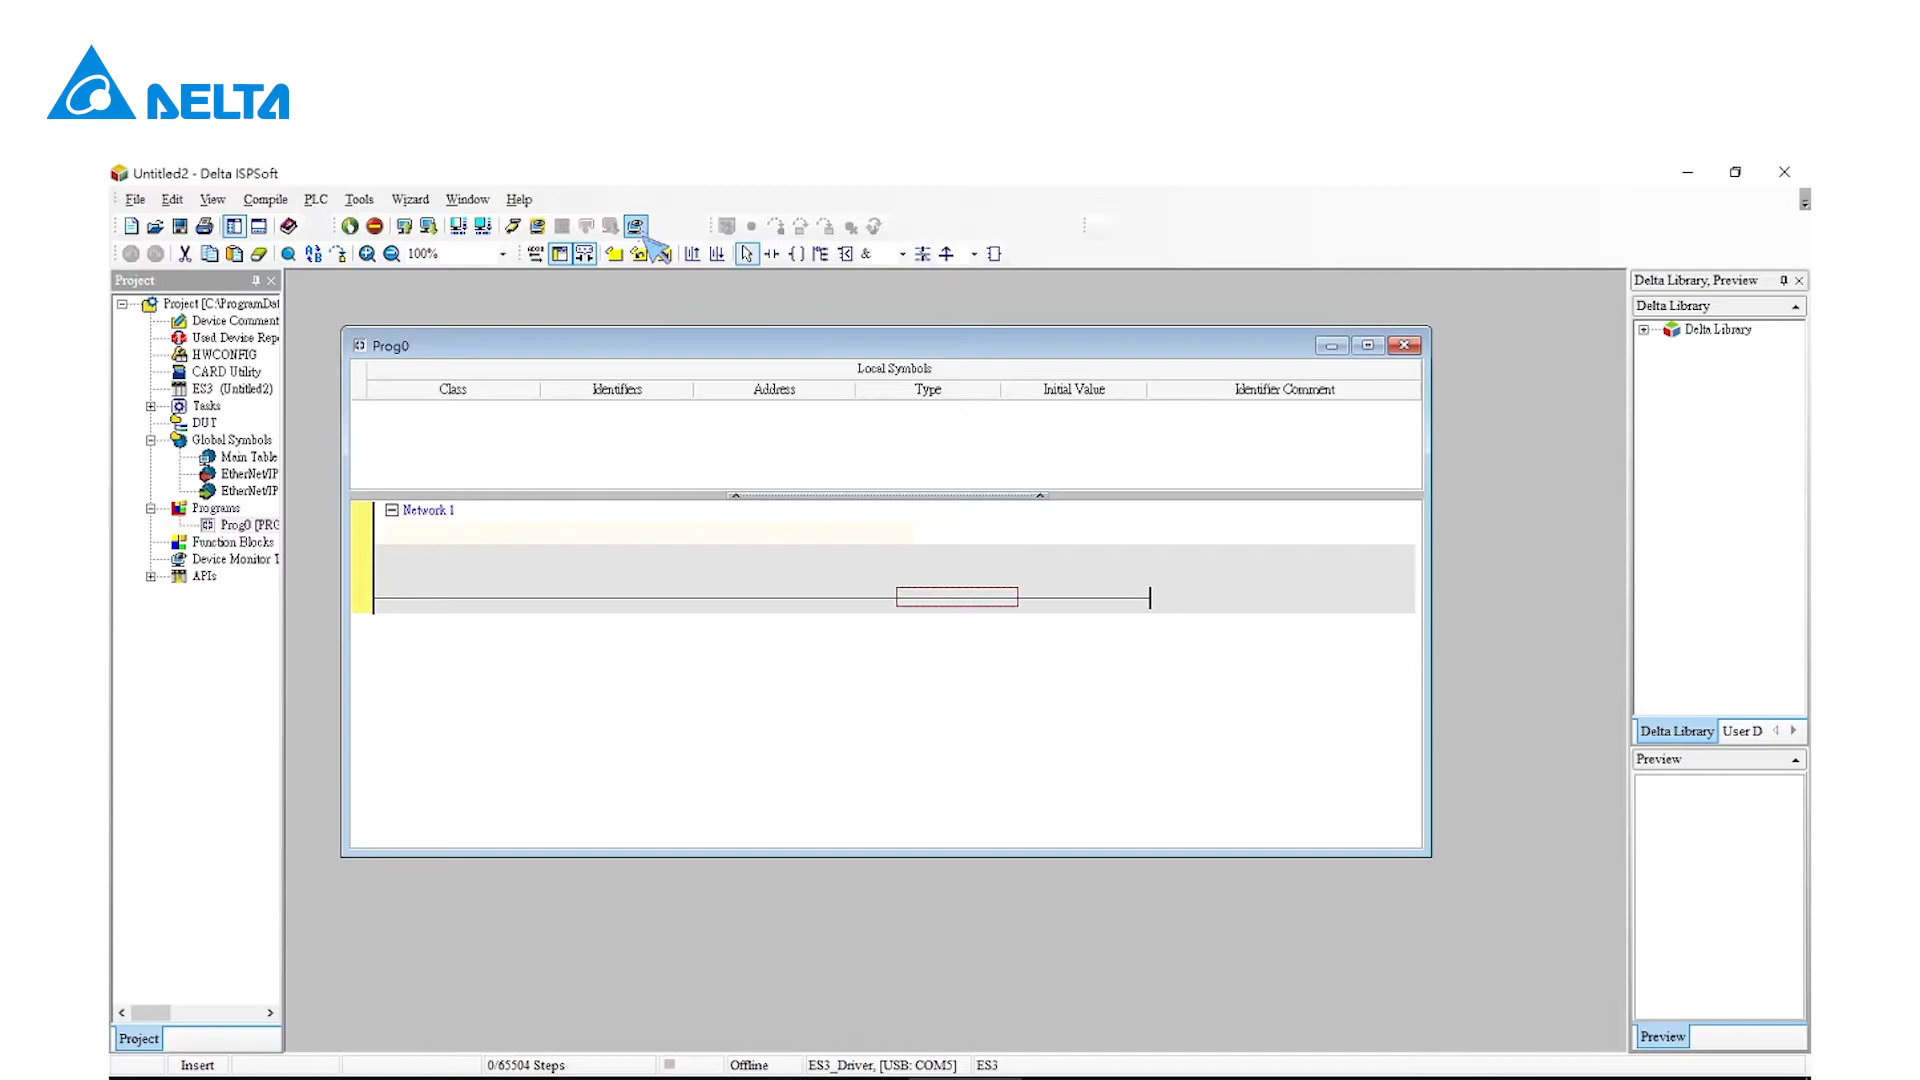 DELTA
Untitled2 - Delta ISPSoft
File Edit View Compile PLC Tools Wizard Window Help
100%
&
Project
Project [C:\ProgramDat
Device Comment
Used Device Rep
HWCONFIG
CARD Utility
ES3 (Untitled2)
Tasks
DUT
Global Symbols
Main Table
EtherNet/IP
EtherNet/IP
Programs
Prog0 [PRG
Function Blocks
Device Monitor T
APIs
Project
Prog0
Local Symbols
Class Identifiers Address Type Initial Value Identifier Comment
Network 1
Delta Library, Preview
Delta Library
Delta Library
Delta Library User D
Preview
Preview
Insert 0/65504 Steps Offline ES3_Driver, [USB: COM5] ES3